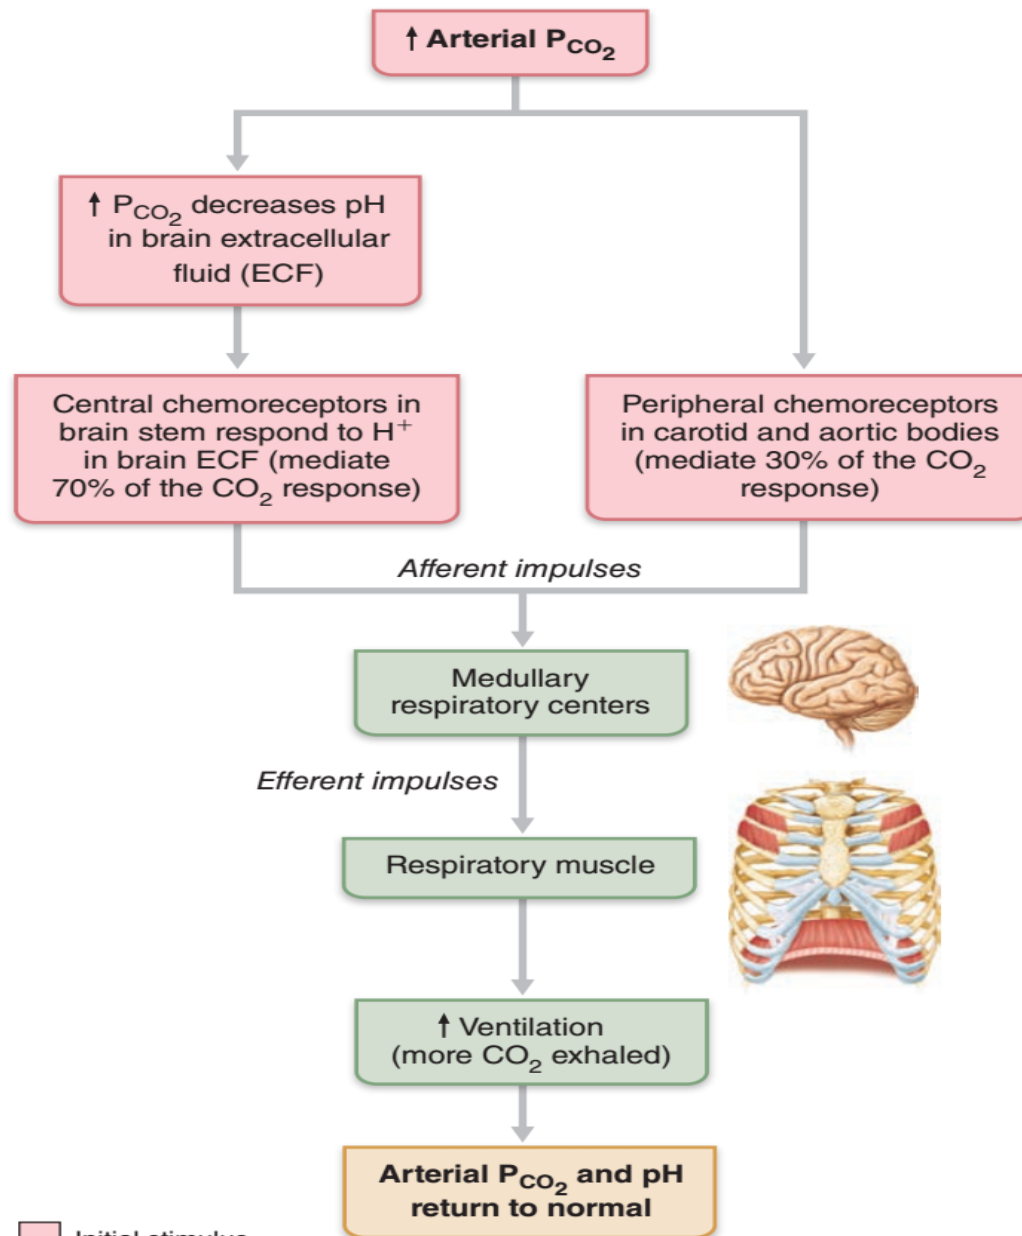 ↑ Arterial P_CO₂
↑ P_CO₂ decreases pH
in brain extracellular
fluid (ECF)
Central chemoreceptors in
brain stem respond to H⁺
in brain ECF (mediate
70% of the CO₂ response)
Peripheral chemoreceptors
in carotid and aortic bodies
(mediate 30% of the CO₂
response)
Afferent impulses
Medullary
respiratory centers
Efferent impulses
Respiratory muscle
↑ Ventilation
(more CO₂ exhaled)
Arterial P_CO₂ and pH
return to normal
Initial stimulus